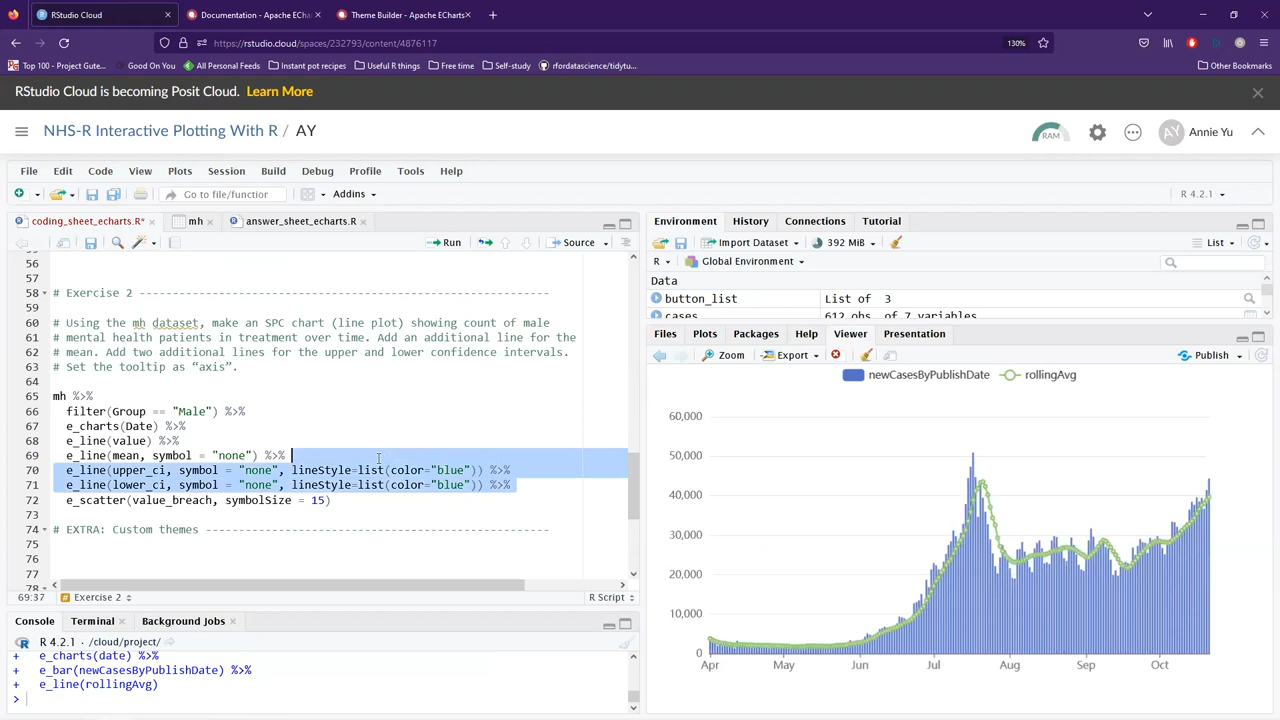 RStudio Cloud
Documentation - Apache ECha
Theme Builder - Apache ECharts
https://rstudio.cloud/spaces/232793/content/4876117
130%
Top 100 - Project Gute...
Good On You
All Personal Feeds
Instant pot recipes
Useful R things
Free time
Self-study
rfordatascience/tidytu...
Other Bookmarks
RStudio Cloud is becoming Posit Cloud. Learn More
NHS-R Interactive Plotting With R / AY
RAM
AY Annie Yu
File Edit Code View Plots Session Build Debug Profile Tools Help
Go to file/function
Addins
R 4.2.1
coding_sheet_echarts.R*
mh
answer_sheet_echarts.R
Run
Source
56
57
58 # Exercise 2 --------------------------------------------------------------
59
60 # Using the mh dataset, make an SPC chart (line plot) showing count of male
61 # mental health patients in treatment over time. Add an additional line for the
62 # mean. Add two additional lines for the upper and lower confidence intervals.
63 # Set the tooltip as “axis”.
64
65 mh %>%
66 filter(Group == "Male") %>%
67 e_charts(Date) %>%
68 e_line(value) %>%
69 e_line(mean, symbol = "none") %>%
70 e_line(upper_ci, symbol = "none", lineStyle=list(color="blue")) %>%
71 e_line(lower_ci, symbol = "none", lineStyle=list(color="blue")) %>%
72 e_scatter(value_breach, symbolSize = 15)
73
74 # EXTRA: Custom themes ----------------------------------------------------
75
76
77
78
69:37 # Exercise 2
R Script
Console Terminal Background Jobs
R 4.2.1 · /cloud/project/
+ e_charts(date) %>%
+ e_bar(newCasesByPublishDate) %>%
+ e_line(rollingAvg)
>
Environment History Connections Tutorial
Import Dataset
392 MiB
List
R
Global Environment
Data
button_list List of 3
cases 612 obs. of 7 variables
Files Plots Packages Help Viewer Presentation
Zoom
Export
Publish
newCasesByPublishDate
rollingAvg
60,000
50,000
40,000
30,000
20,000
10,000
0
Apr May Jun Jul Aug Sep Oct